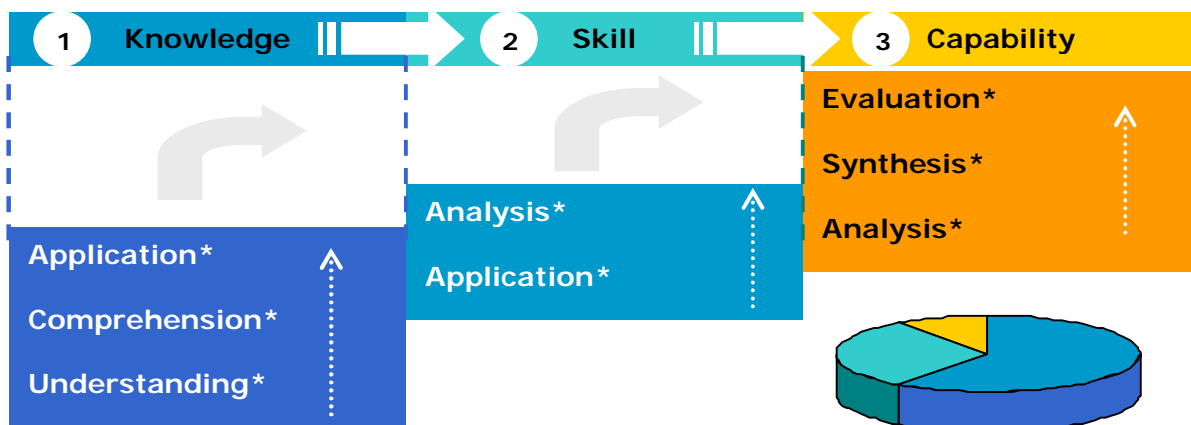 1 Knowledge
2 Skill
3 Capability
Application*
Comprehension*
Understanding*
Analysis*
Application*
Evaluation*
Synthesis*
Analysis*